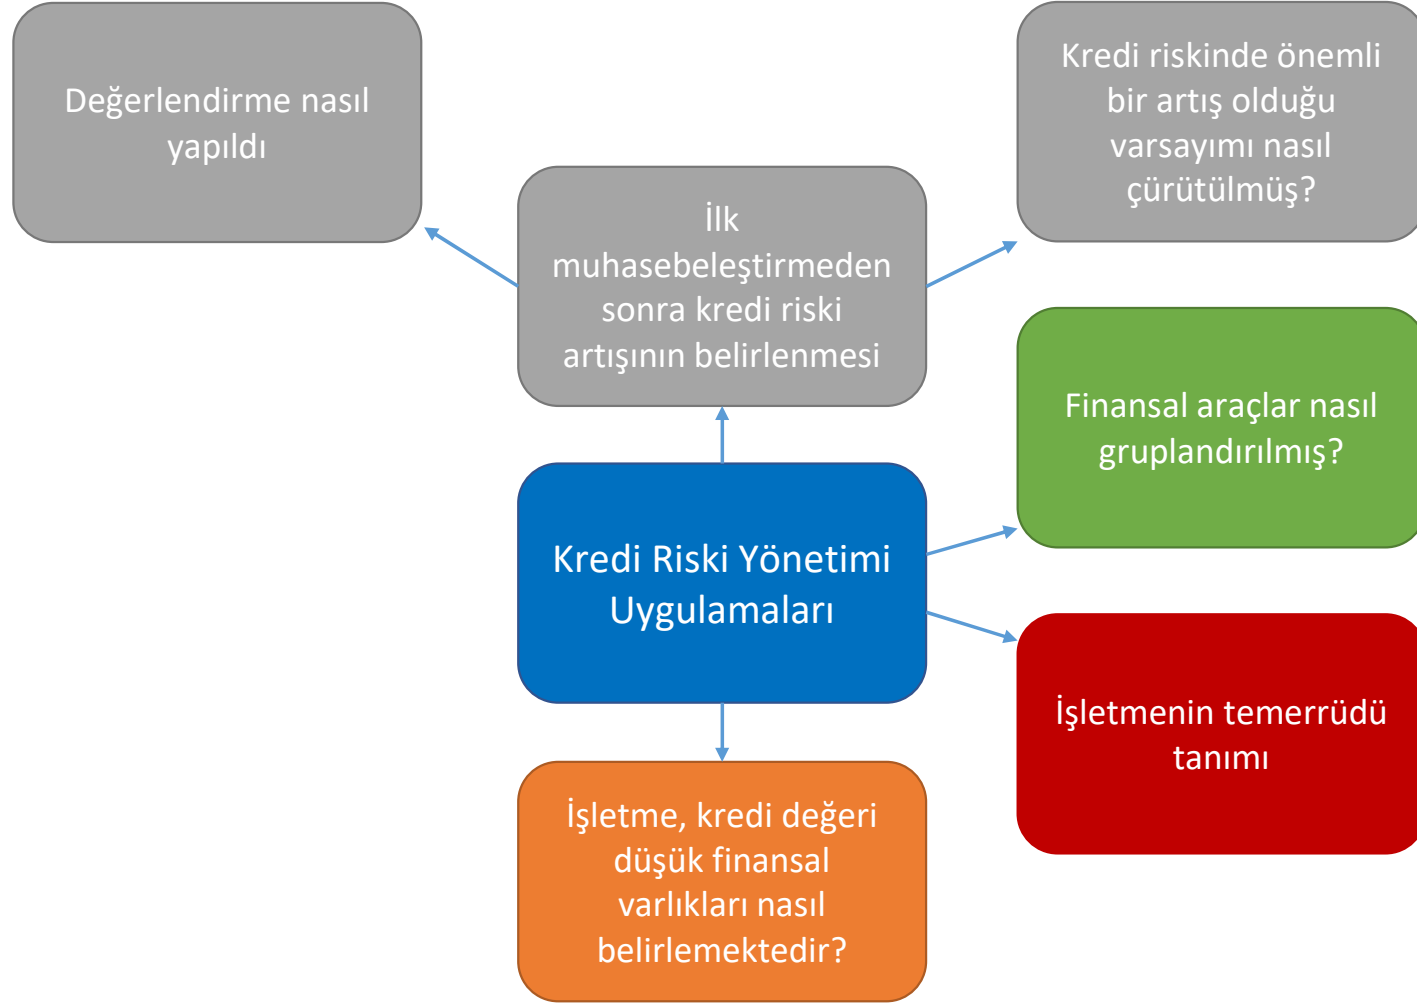 Değerlendirme nasıl
yapıldı
Kredi riskinde önemli
bir artış olduğu
varsayımı nasıl
çürütülmüş?
İlk
muhasebeleştirmeden
sonra kredi riski
artışının belirlenmesi
Finansal araçlar nasıl
gruplandırılmış?
Kredi Riski Yönetimi
Uygulamaları
İşletmenin temerrüdü
tanımı
İşletme, kredi değeri
düşük finansal
varlıkları nasıl
belirlemektedir?